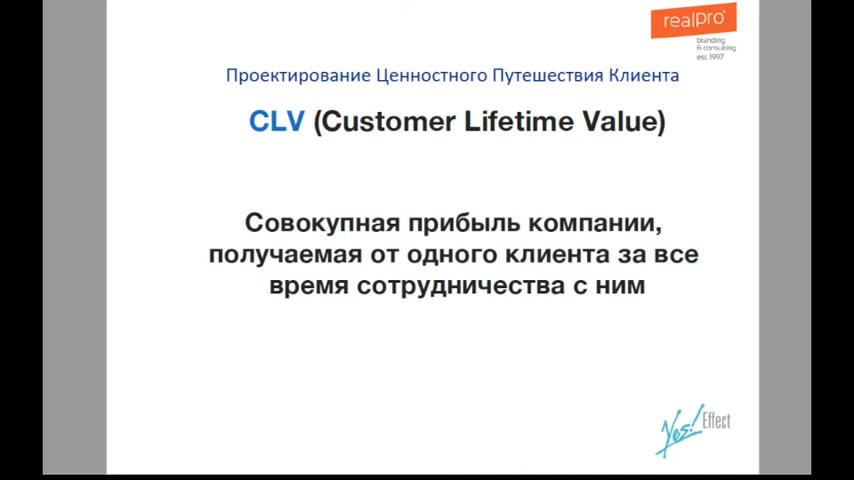 realpro
branding
& consulting
est. 1997
Проектирование Ценностного Путешествия Клиента
CLV (Customer Lifetime Value)
Совокупная прибыль компании,
получаемая от одного клиента за все
время сотрудничества с ним
Yes! Effect